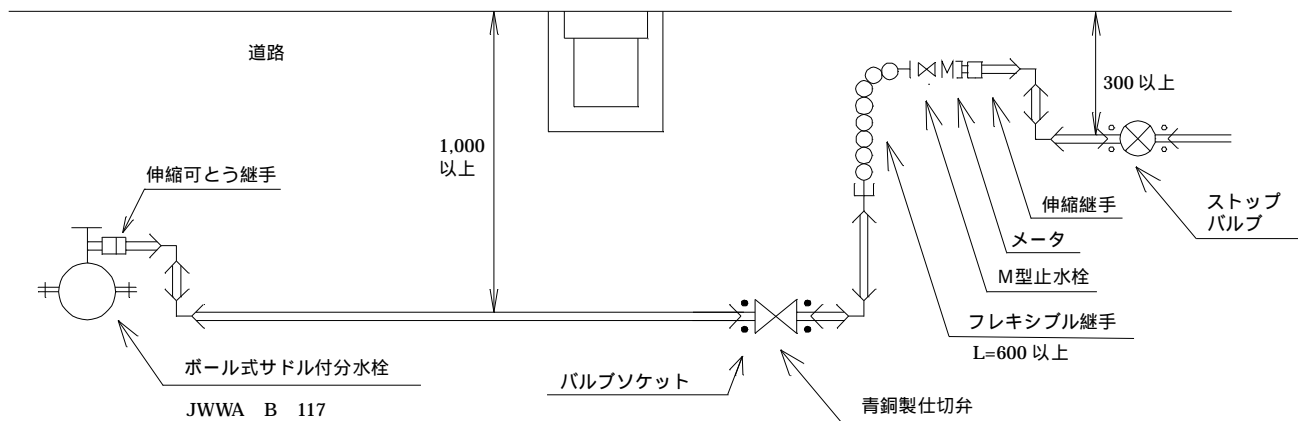 道路
300 以上
1,000
以上
伸縮可とう継手
ストップ
バルブ
伸縮継手
メータ
M型止水栓
フレキシブル継手
L=600 以上
ボール式サドル付分水栓
JWWA B 117
バルブソケット
青銅製仕切弁
M